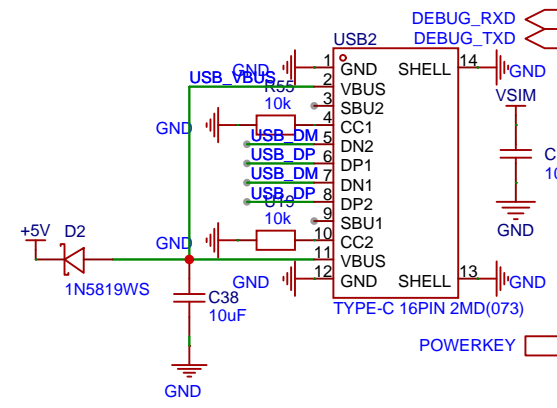 DEBUG_RXD
DEBUG_TXD
USB2
GND
1
GND
SHELL
14
GND
USB_VBUS
2
VBUS
R55
10k
3
SBU2
VSIM
GND
4
CC1
USB_DM
5
DN2
USB_DP
6
DP1
USB_DM
7
DN1
USB_DP
8
DP2
U19
10k
9
SBU1
GND
+5V
D2
GND
10
CC2
11
VBUS
1N5819WS
GND
12
GND
SHELL
13
GND
C38
10uF
TYPE-C 16PIN 2MD(073)
POWERKEY
GND